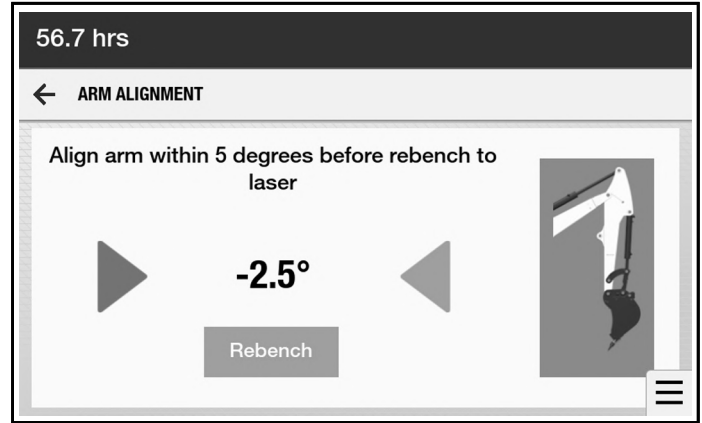 56.7 hrs
ARM ALIGNMENT
Align arm within 5 degrees before rebench to
laser
-2.5°
Rebench